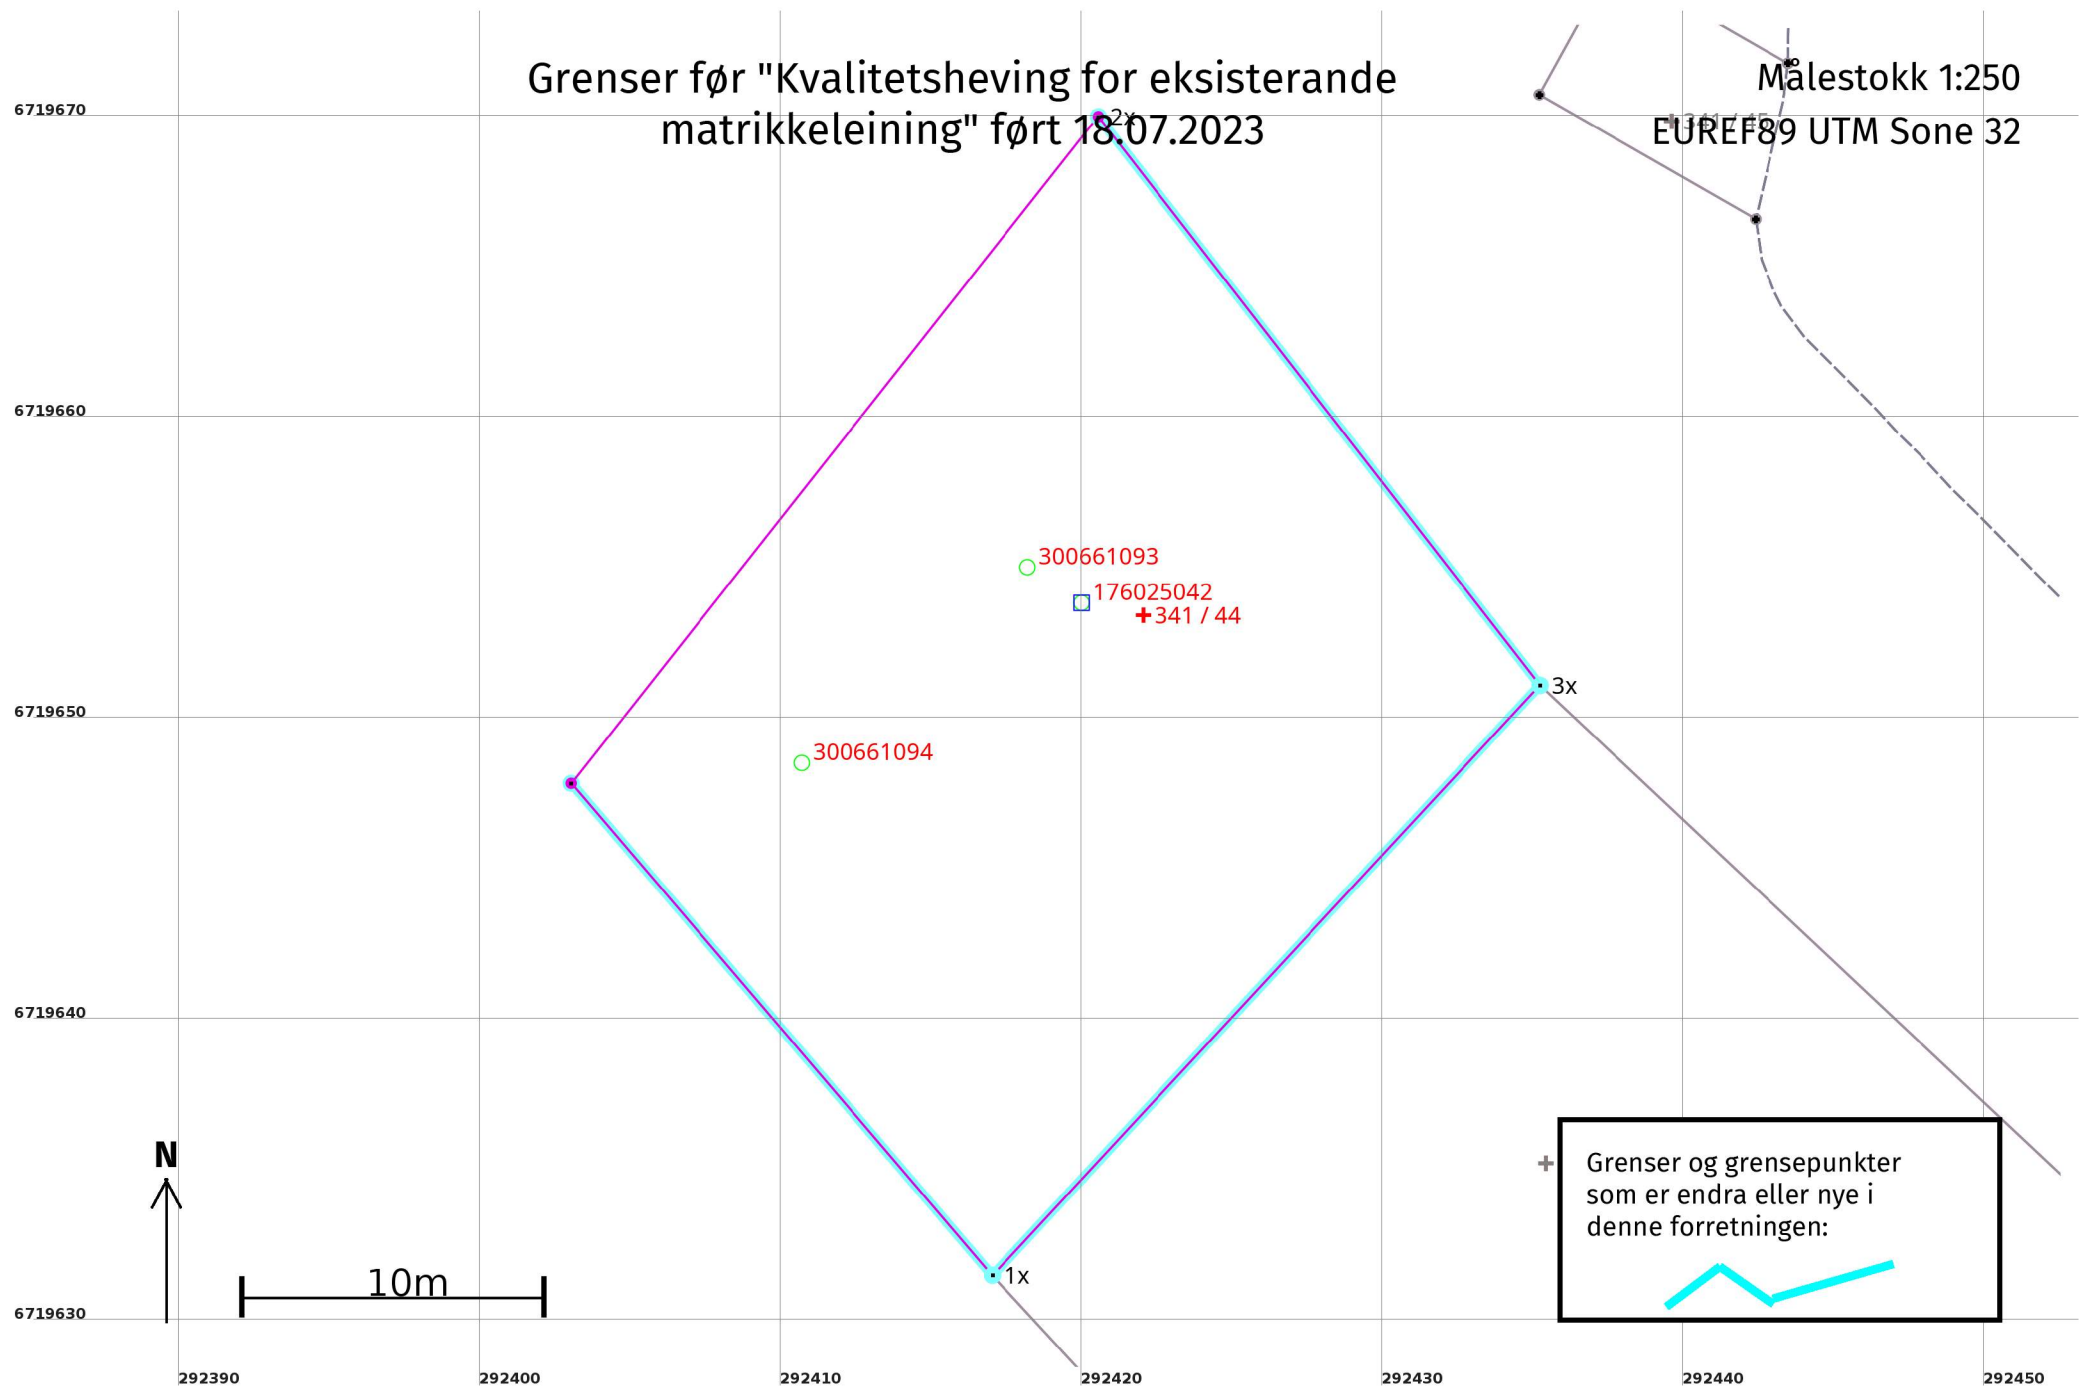 Grenser før "Kvalitetsheving for eksisterande
matrikkeleining" ført 18.07.2023
Målestokk 1:250
EUREF89 UTM Sone 32
341 / 45
6719670
2x
6719660
300661093
176025042
341 / 44
3x
6719650
300661094
6719640
N
10m
1x
Grenser og grensepunkter
som er endra eller nye i
denne forretningen:
6719630
292390
292400
292410
292420
292430
292440
292450